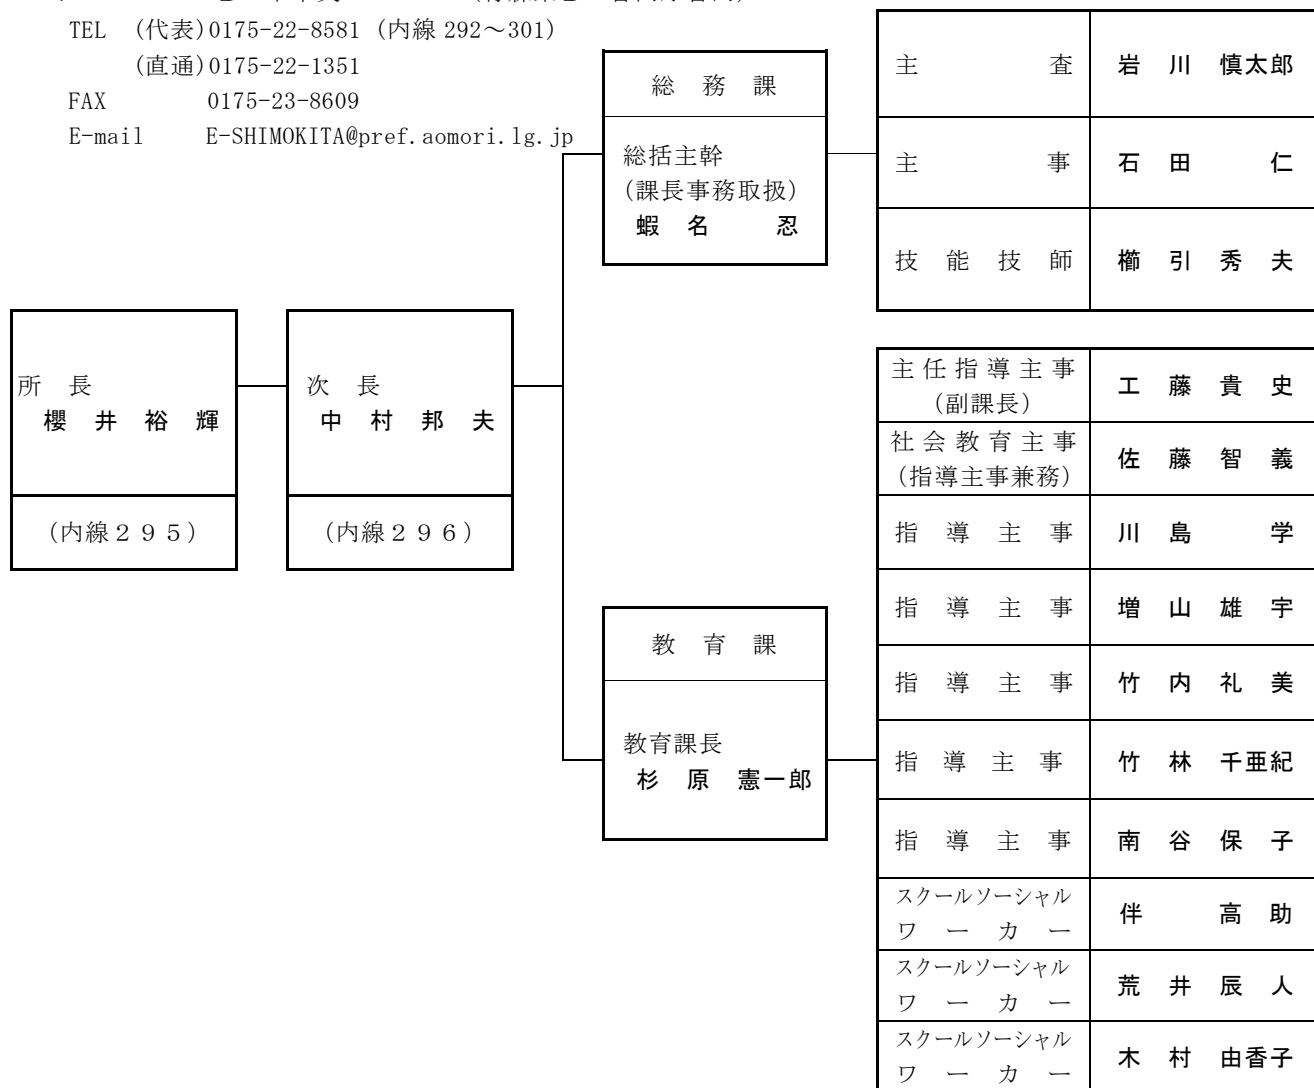 TEL (代表)0175-22-8581 (内線 292～301)
(直通)0175-22-1351
FAX 0175-23-8609
E-mail E-SHIMOKITA@pref.aomori.lg.jp
所 長
櫻 井 裕 輝
(内線２９５)
次 長
中 村 邦 夫
(内線２９６)
総 務 課
総括主幹
(課長事務取扱)
蝦 名 忍
主 査 岩 川 慎太郎
主 事 石 田 仁
技 能 技 師 櫛 引 秀 夫
教 育 課
教育課長
杉 原 憲一郎
主 任 指 導 主 事
(副課長)
工 藤 貴 史
社 会 教 育 主 事
(指導主事兼務)
佐 藤 智 義
指 導 主 事 川 島 学
指 導 主 事 増 山 雄 宇
指 導 主 事 竹 内 礼 美
指 導 主 事 竹 林 千亜紀
指 導 主 事 南 谷 保 子
スクールソーシャル
ワ ー カ ー
伴 高 助
スクールソーシャル
ワ ー カ ー
荒 井 辰 人
スクールソーシャル
ワ ー カ ー
木 村 由香子